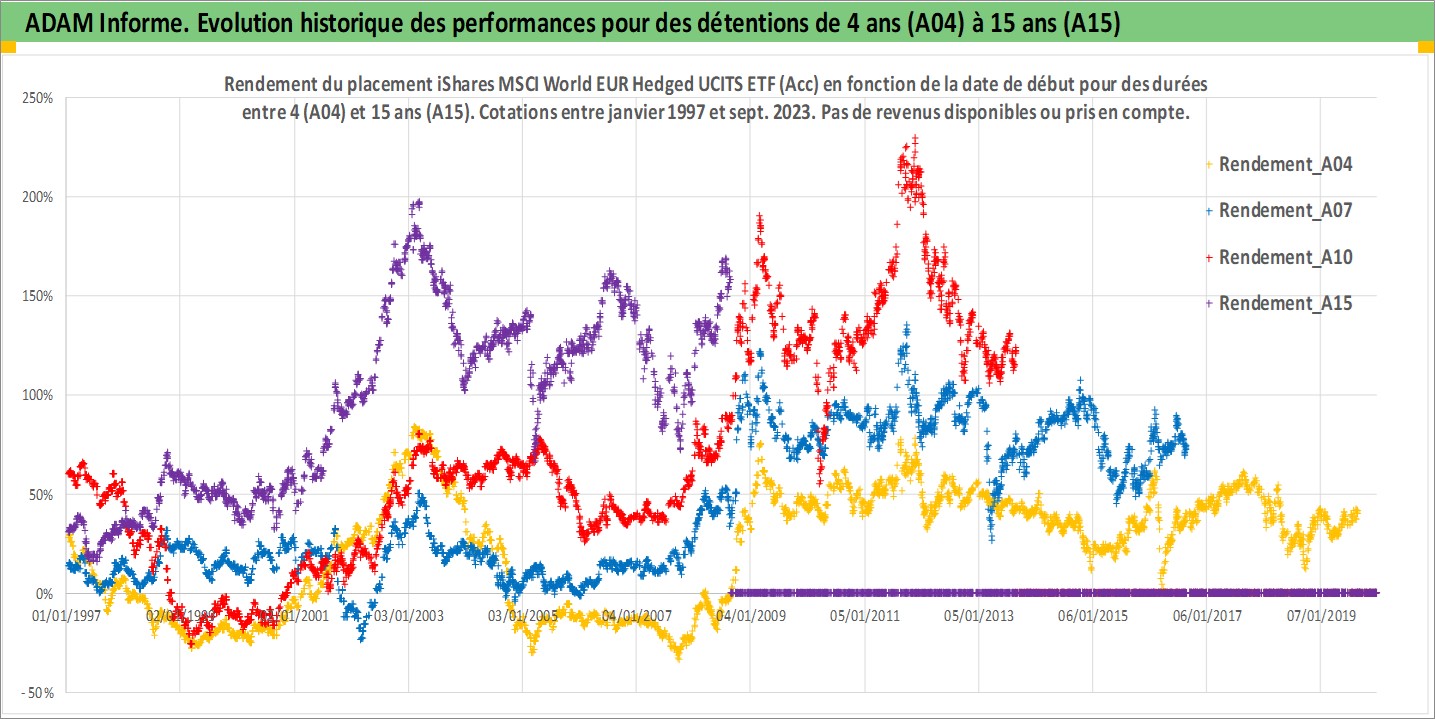 ADAM Informe. Evolution historique des performances pour des détentions de 4 ans (A04) à 15 ans (A15)
Rendement du placement iShares MSCI World EUR Hedged UCITS ETF (Acc) en fonction de la date de début pour des durées
entre 4 (A04) et 15 ans (A15). Cotations entre janvier 1997 et sept. 2023. Pas de revenus disponibles ou pris en compte.
250%
200%
150%
100%
50%
0%
-50%
Rendement_A04
Rendement_A07
Rendement_A10
Rendement_A15
01/01/1997 03/01/2003 03/01/2005 04/01/2007 04/01/2009 05/01/2011 05/01/2013 06/01/2015 06/01/2017 07/01/2019